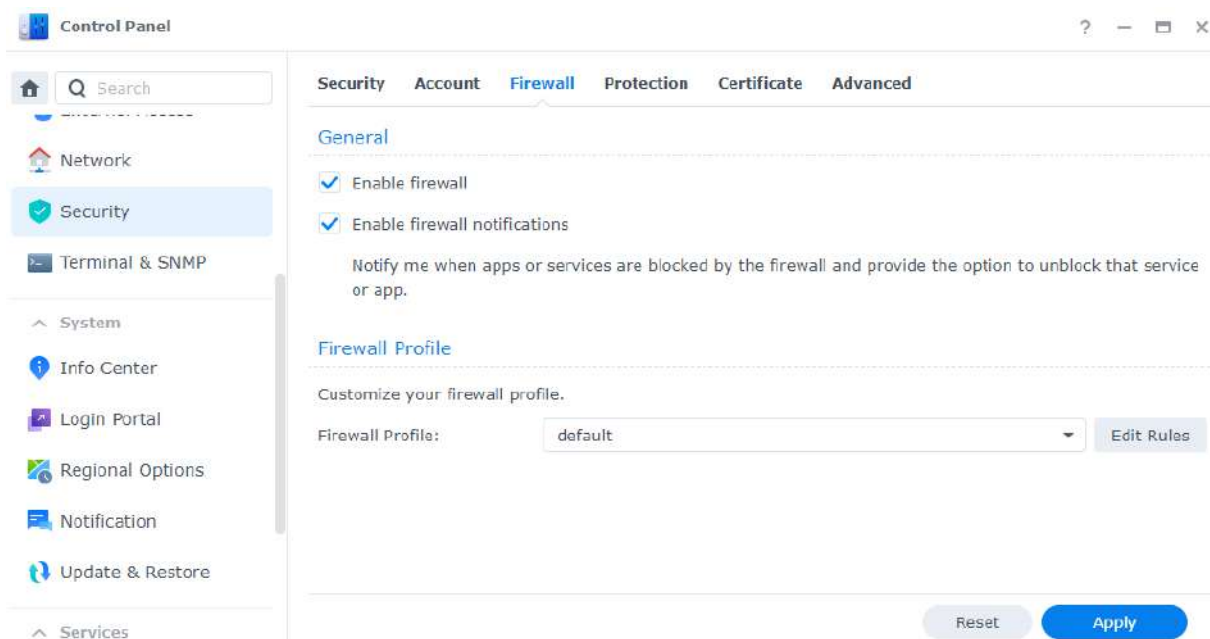 Control Panel
?
Search
Network
Security
Terminal & SNMP
System
Info Center
Login Portal
Regional Options
Notification
Update & Restore
Services
Security Account Firewall Protection Certificate Advanced
General
Enable firewall
Enable firewall notifications
Notify me when apps or services are blocked by the firewall and provide the option to unblock that service
or app.
Firewall Profile
Customize your firewall profile.
Firewall Profile: default Edit Rules
Reset Apply